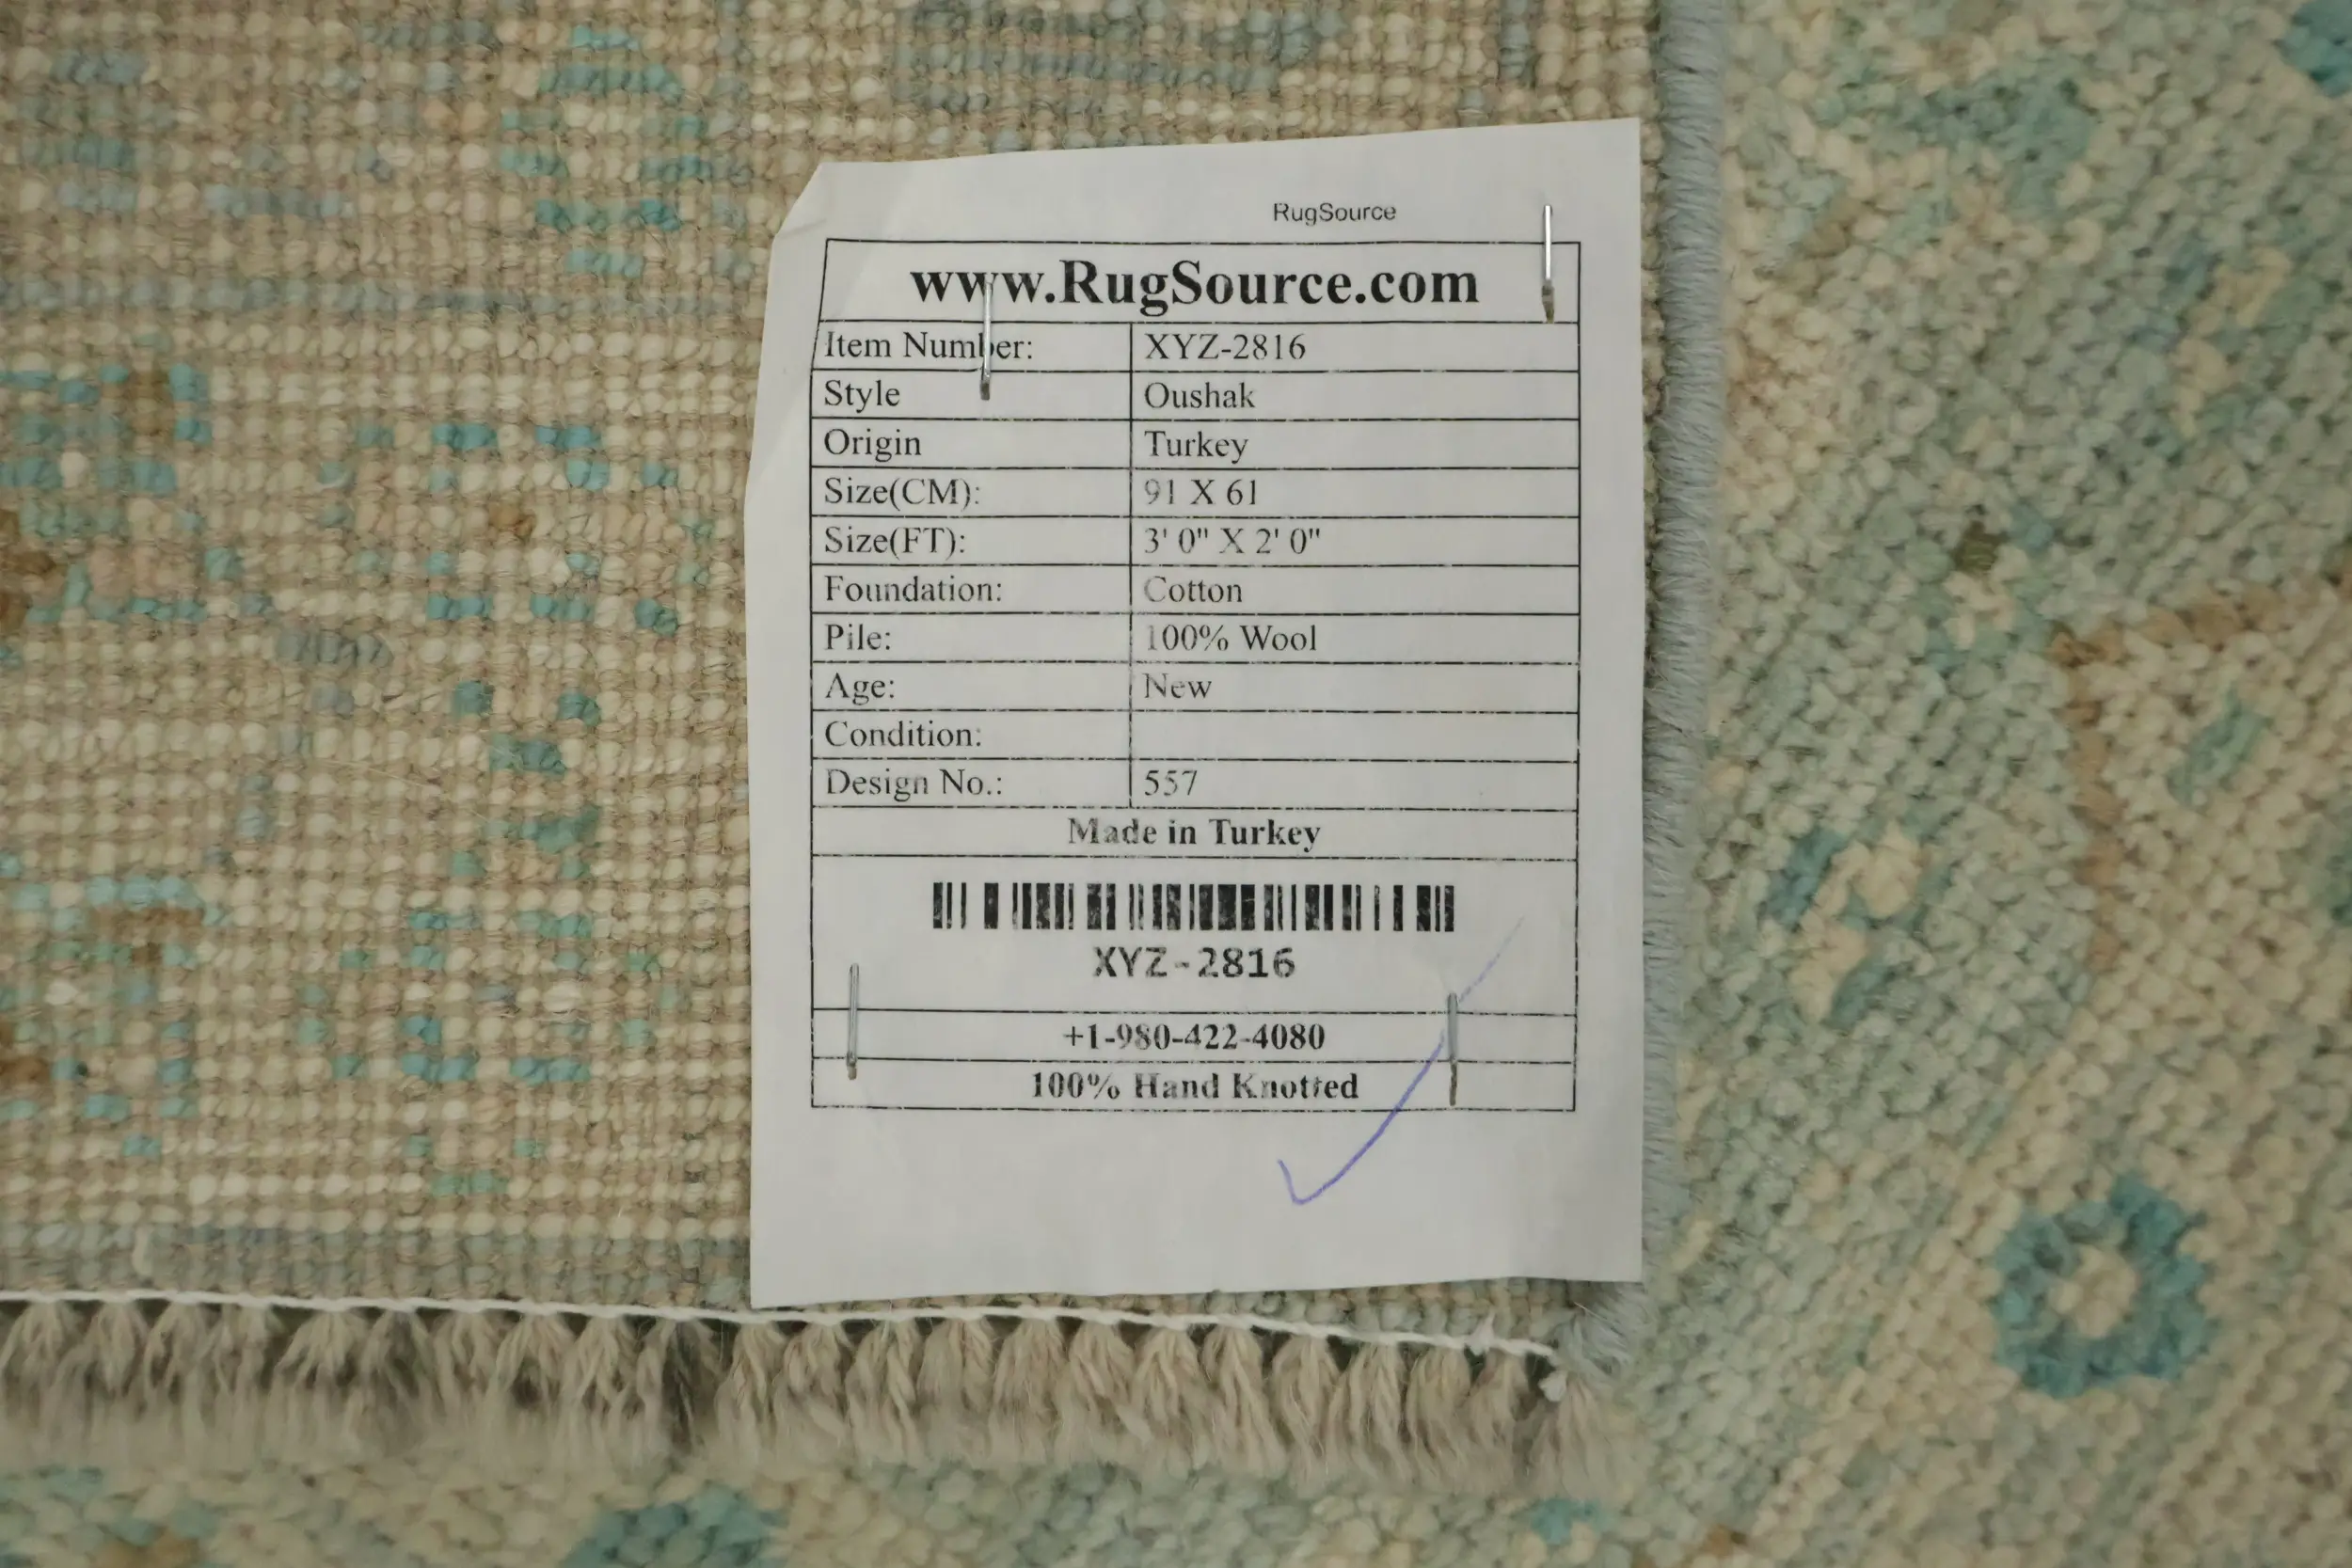 RugSource
www.RugSource.com
Item Number: XYZ-2816
Style Oushak
Origin Turkey
Size(CM): 91 X 61
Size(FT): 3' 0" X 2' 0"
Foundation: Cotton
Pile: 100% Wool
Age: New
Condition:
Design No.: 557
Made in Turkey
XYZ-2816
+1-980-422-4080
100% Hand Knotted